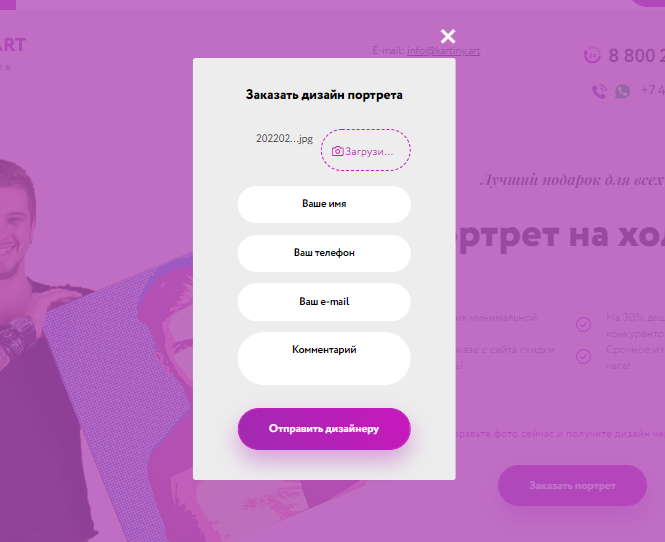 ART
E-mail: info@kartiny.art
8 800 2
+7 4
Заказать дизайн портрета
202202...jpg
Загрузи...
Ваше имя
Ваш телефон
Ваш e-mail
Комментарий
Отправить дизайнеру
Лучший подарок для всех
ортрет на хол
ия минимальной
На 30% деш
конкуренто
казе с сайта скидки
Срочное из
часа!
равьте фото сейчас и получите дизайн че
Заказать портрет